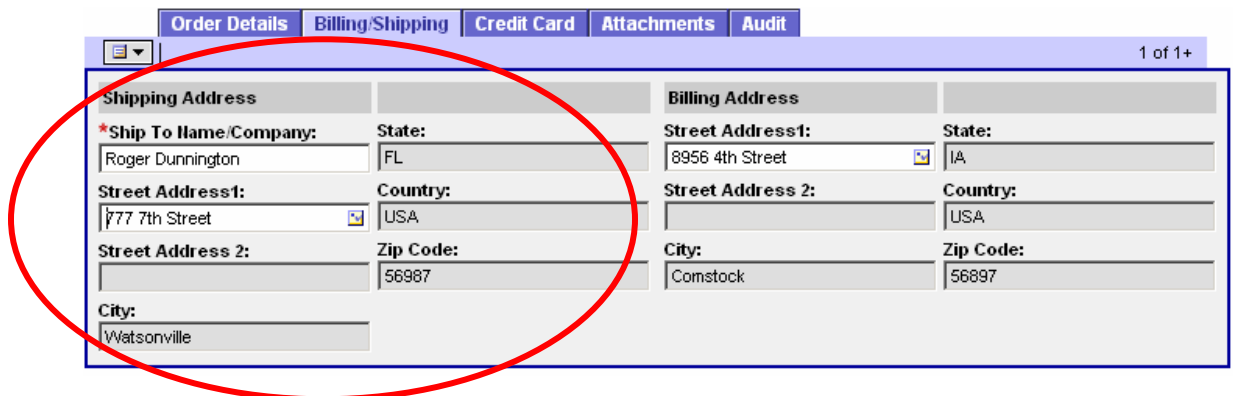 Order Details Billing/Shipping Credit Card Attachments Audit
1 of 1+
Shipping Address Billing Address
*Ship To Name/Company: State: Street Address1: State:
Roger Dunnington FL 8956 4th Street IA
Street Address1: Country: Street Address 2: Country:
777 7th Street USA USA
Street Address 2: Zip Code: City: Zip Code:
56987 Comstock 56897
City:
Watsonville